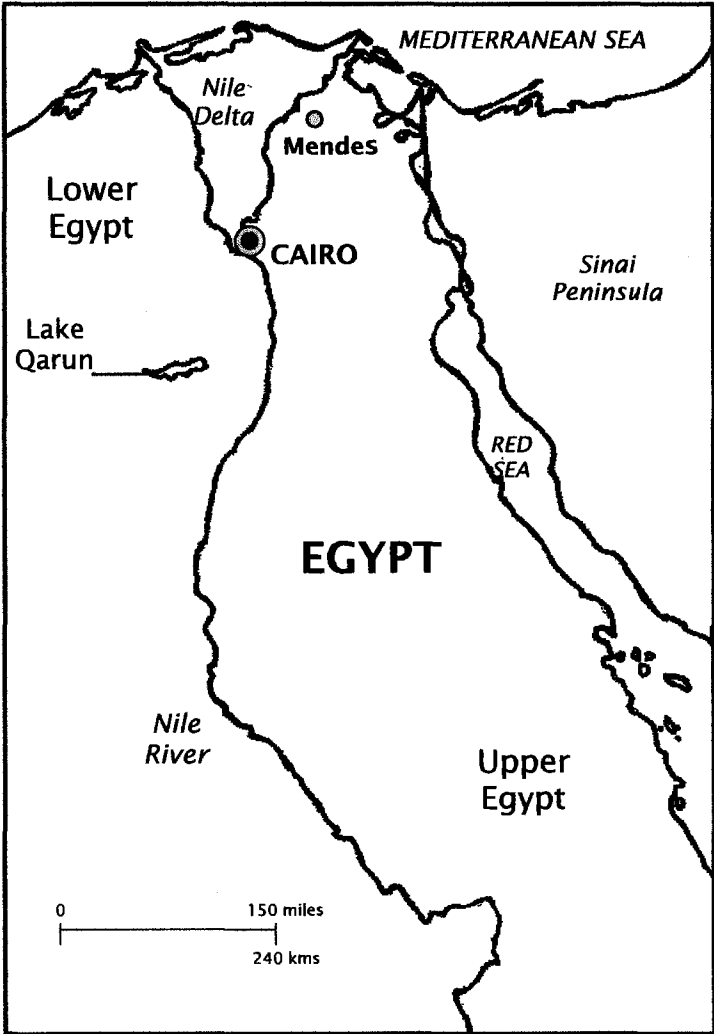 MEDITERRANEAN SEA
Nile
Delta
Mendes
Lower
Egypt
CAIRO
Sinai
Peninsula
Lake
Qarun
RED
SEA
EGYPT
Nile
River
Upper
Egypt
0 150 miles
240 kms